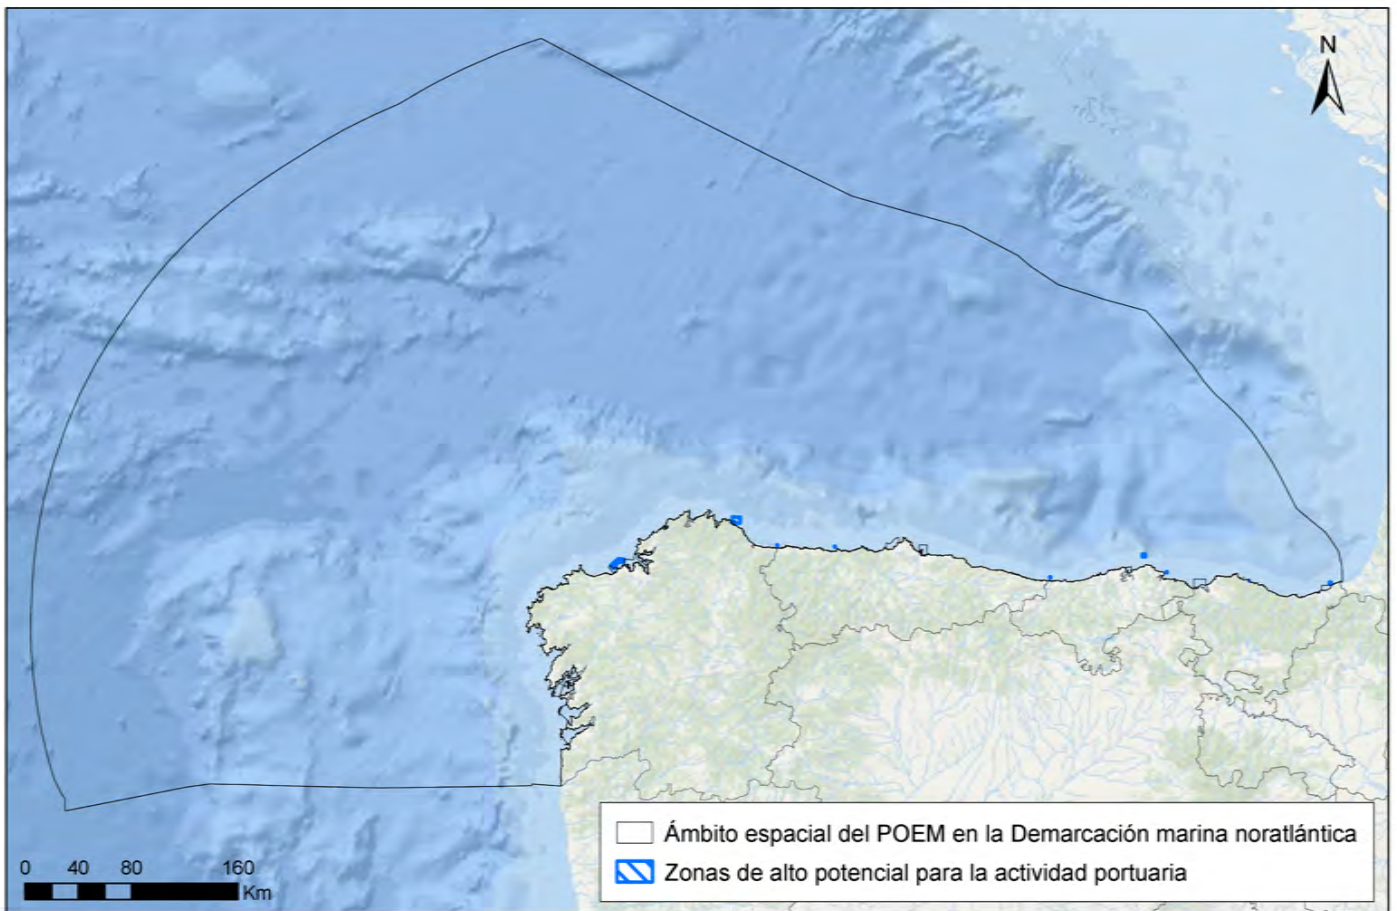 N
Ámbito espacial del POEM en la Demarcación marina noratlántica
Zonas de alto potencial para la actividad portuaria
0 40 80 160
Km